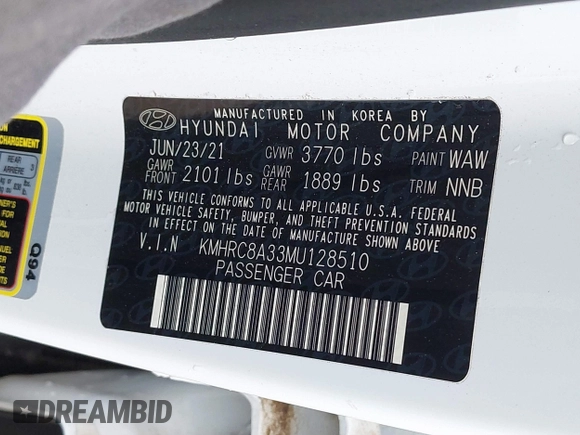 MANUFACTURED IN KOREA BY
HYUNDAI MOTOR COMPANY
JUN/23/21 GVWR 3770 lbs PAINT WAW
GAWR FRONT 2101 lbs GAWR REAR 1889 lbs TRIM NNB
THIS VEHICLE CONFORMS TO ALL APPLICABLE U.S.A. FEDERAL
MOTOR VEHICLE SAFETY, BUMPER, AND THEFT PREVENTION STANDARDS
IN EFFECT ON THE DATE OF MANUFACTURE SHOWN ABOVE
V.I.N KMHRC8A33MU128510
PASSENGER CAR
REAR 3
ARRIÈRE
Q94
DREAMBID